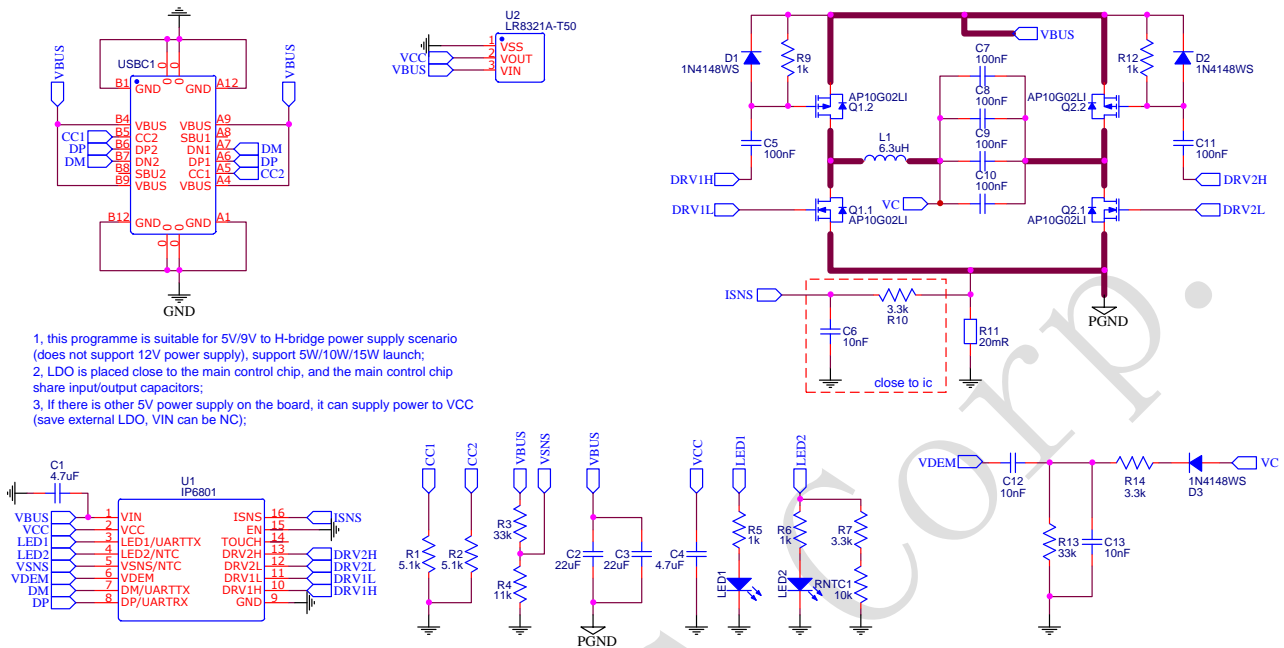 U2
LR8321A-T50
VCC
VBUS
1 VSS
2 VOUT
3 VIN
VBUS
USBC1
VBUS
B1 GND
GND A12
0 0
B4 VBUS
VBUS A9
CC1 B5 CC2
SBU1 A8
DP B6 DP2
DN1 A7 DM
DM B7 DN2
DP1 A6 DP
B8 SBU2
CC1 A5 CC2
B9 VBUS
VBUS A4
B12 GND
GND A1
0 0
GND
VBUS
D1
1N4148WS
R9
1k
AP10G02LI
Q1.2
C5
100nF
DRV1H
DRV1L
Q1.1
AP10G02LI
L1
6.3uH
C7
100nF
C8
100nF
C9
100nF
C10
100nF
VC
R12
1k
D2
1N4148WS
AP10G02LI
Q2.2
C11
100nF
DRV2H
DRV2L
Q2.1
AP10G02LI
ISNS
3.3k
R10
C6
10nF
close to ic
R11
20mR
PGND
1, this programme is suitable for 5V/9V to H-bridge power supply scenario
(does not support 12V power supply), support 5W/10W/15W launch;
2, LDO is placed close to the main control chip, and the main control chip
share input/output capacitors;
3, If there is other 5V power supply on the board, it can supply power to VCC
(save external LDO, VIN can be NC);
C1
4.7uF
U1
IP6801
VBUS 1 VIN
ISNS 16 ISNS
VCC 2 VCC
EN 15
LED1 3 LED1/UARTTX
TOUCH 14
LED2 4 LED2/NTC
DRV2H 13 DRV2H
VSNS 5 VSNS/NTC
DRV2L 12 DRV2L
VDEM 6 VDEM
DRV1L 11 DRV1L
DM 7 DM/UARTTX
DRV1H 10 DRV1H
DP 8 DP/UARTRX
GND 9
CC1
CC2
R1
5.1k
R2
5.1k
VBUS
VSNS
R3
33k
R4
11k
VBUS
C2
22uF
C3
22uF
PGND
VCC
C4
4.7uF
LED1
R5
1k
LED1
LED2
R6
1k
R7
3.3k
LED2
RNTC1
10k
VDEM
C12
10nF
R14
3.3k
1N4148WS
D3
VC
R13
33k
C13
10nF
Corp.